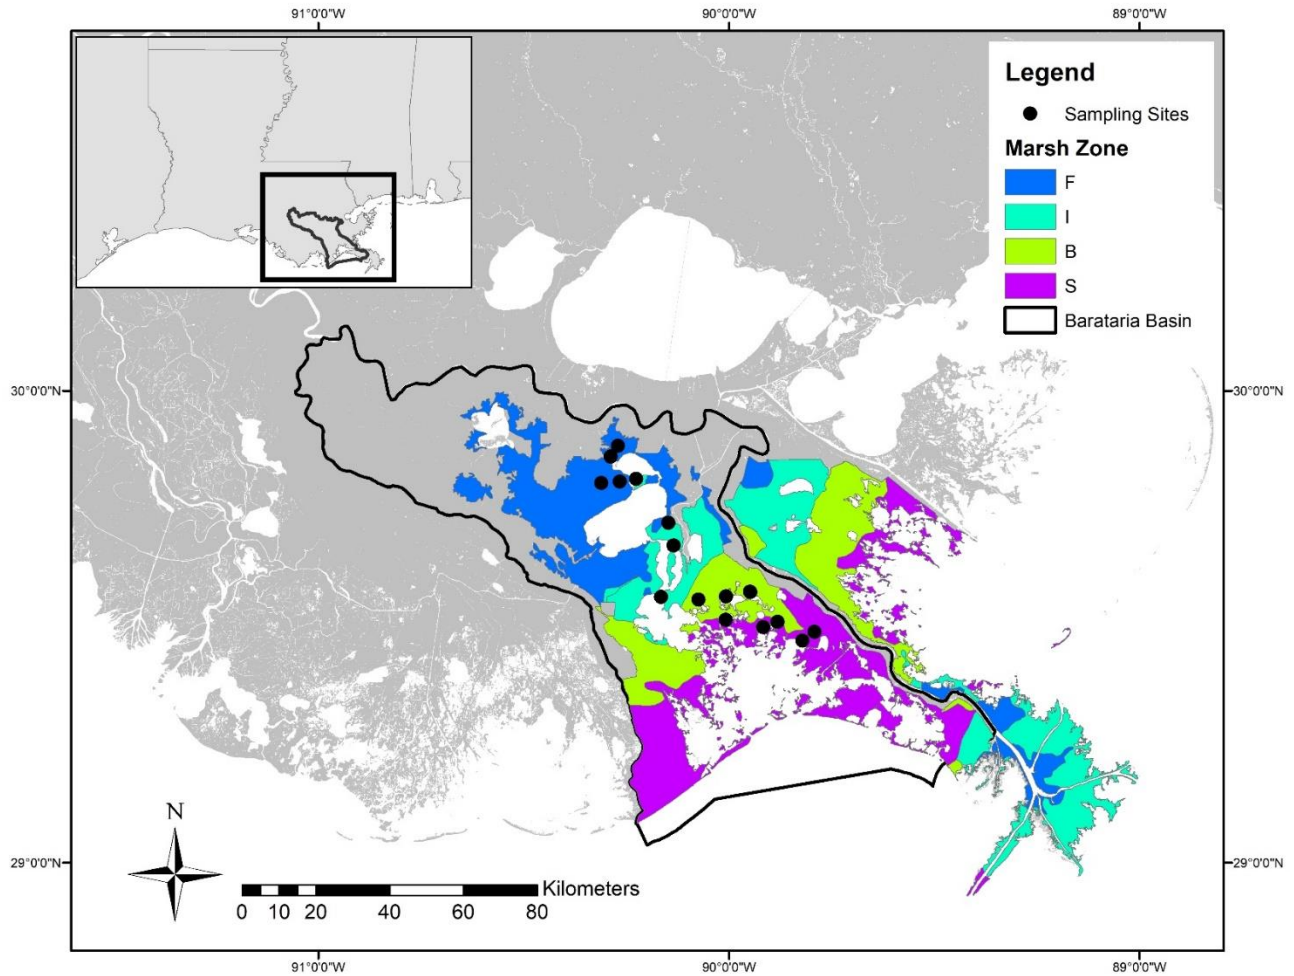 91°0'0"W
90°0'0"W
89°0'0"W
Legend
Sampling Sites
Marsh Zone
F
I
B
S
Barataria Basin
30°0'0"N
30°0'0"N
29°0'0"N
29°0'0"N
N
Kilometers
0 10 20 40 60 80
91°0'0"W
90°0'0"W
89°0'0"W